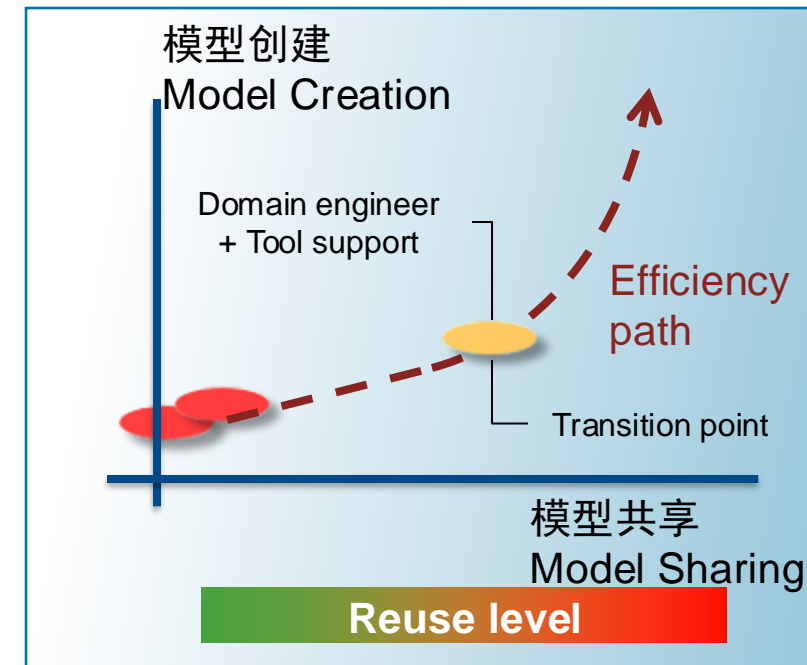 模型创建
Model Creation
Domain engineer
+ Tool support
Efficiency
path
Transition point
模型共享
Model Sharing
Reuse level